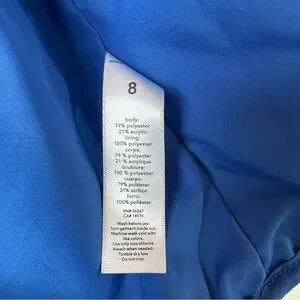 8
body:
79% polyester
21% acrylic
lining:
100% polyester
corps:
79 % polyester
21 % acrylique
doublure:
100 % polyester
cuerpo:
79% poliéster
21% acrílico
forro:
100% poliéster
Wash before use.
Turn garment inside out.
Machine wash cold with
like colors.
Use only non-chlorine
bleach when needed.
Tumble dry low.
Do not iron.